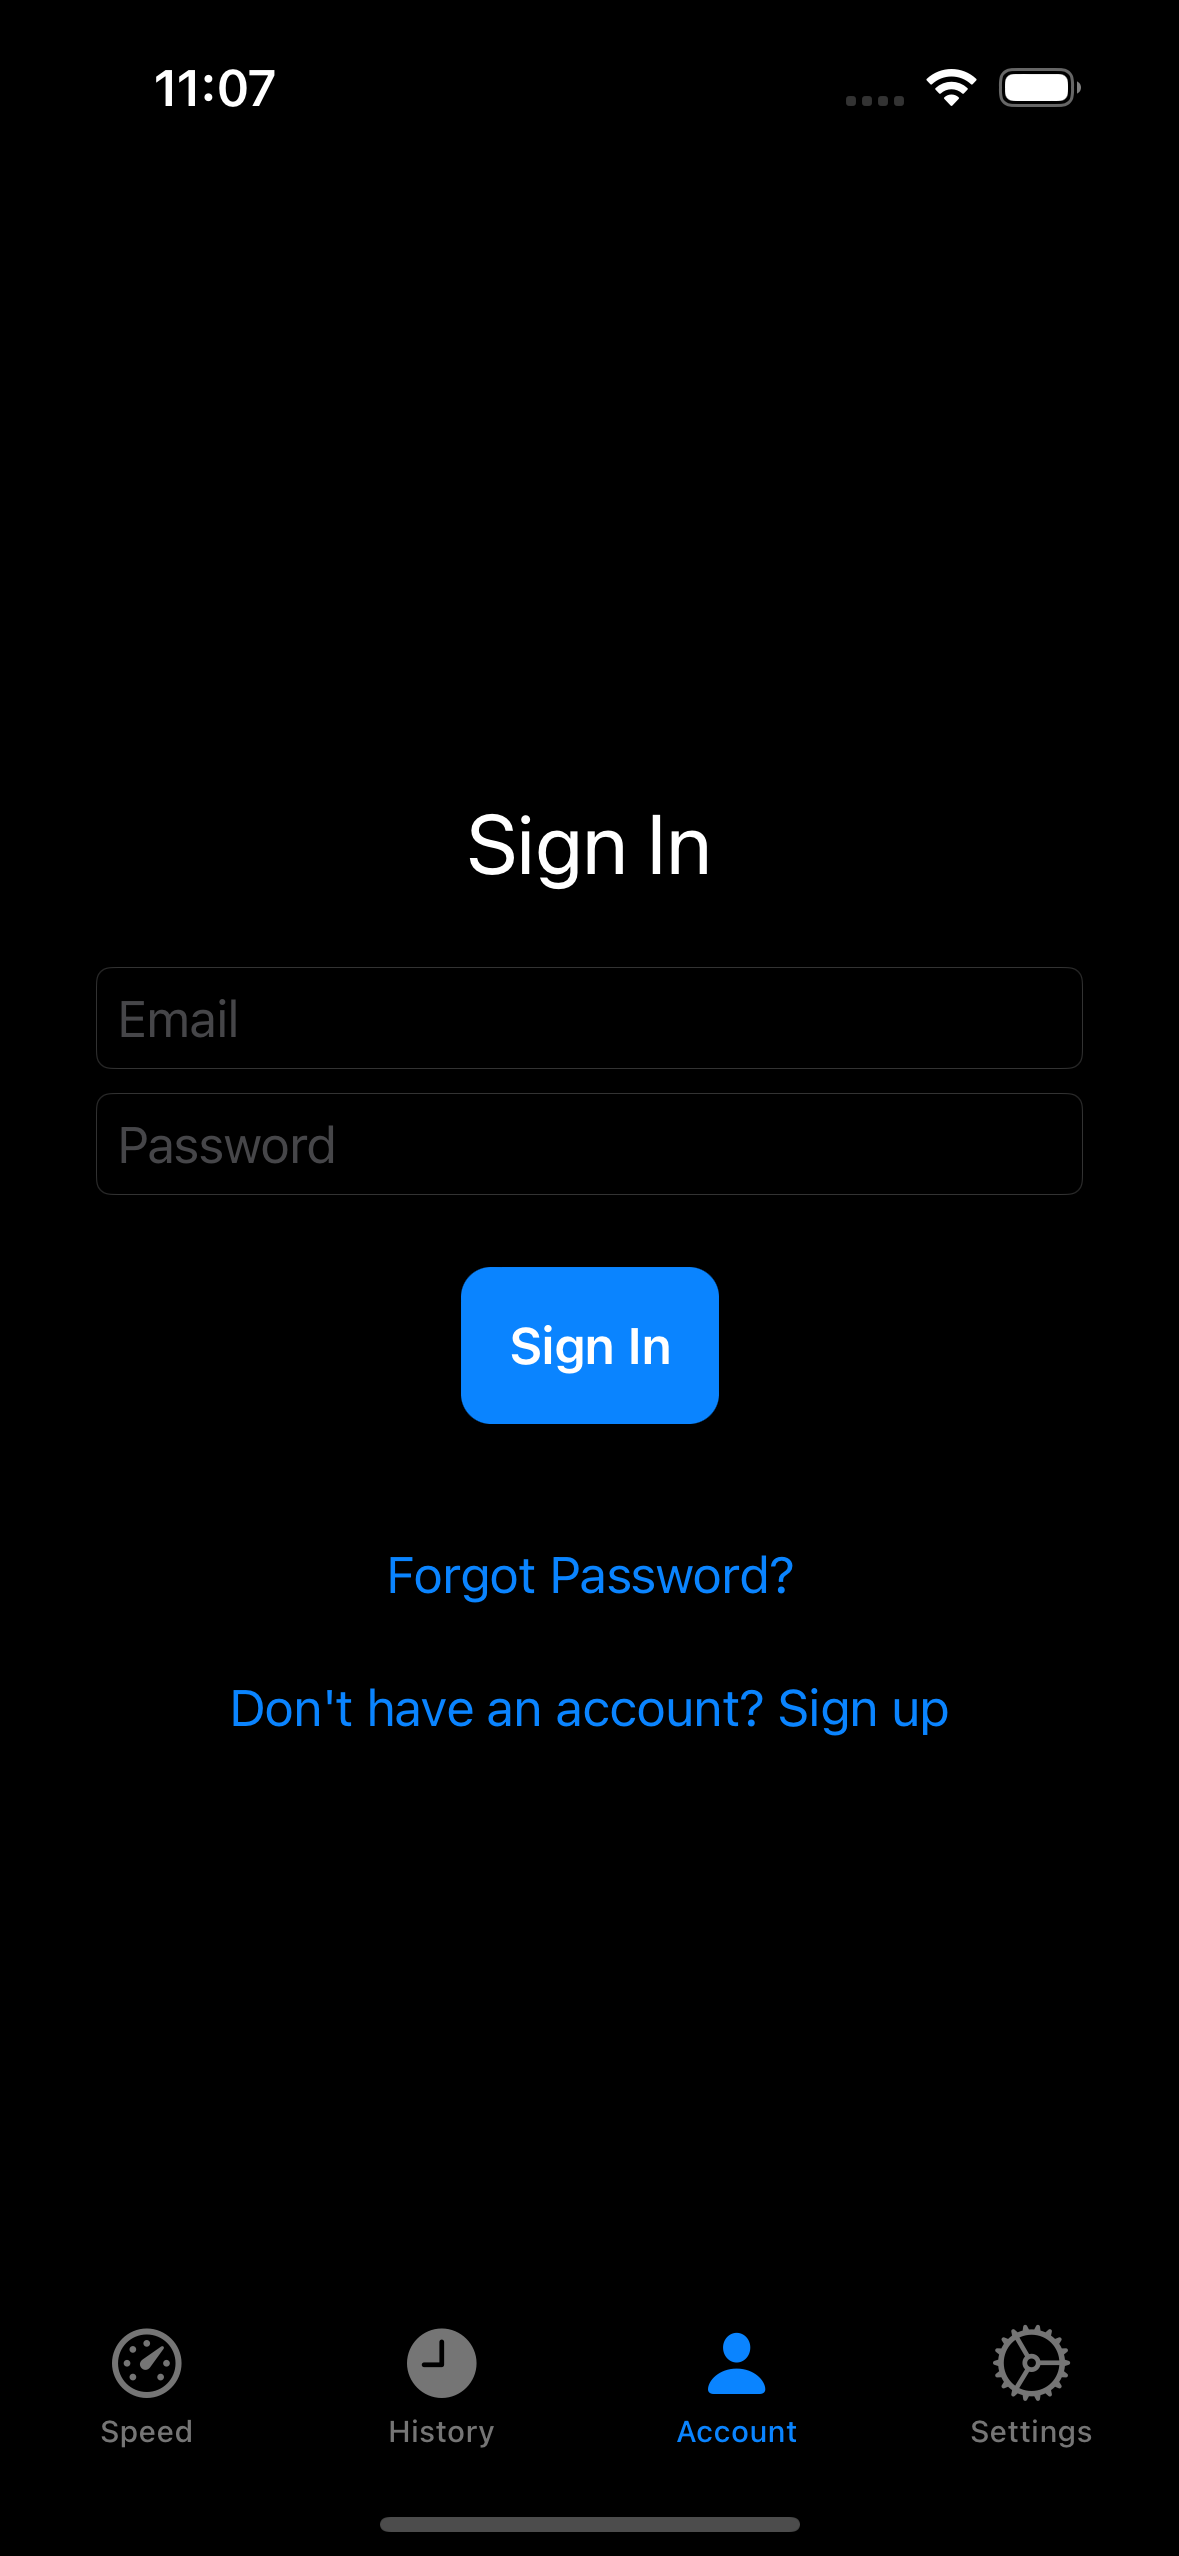 11:07
Sign In
Email
Password
Sign In
Forgot Password?
Don't have an account? Sign up
Speed
History
Account
Settings